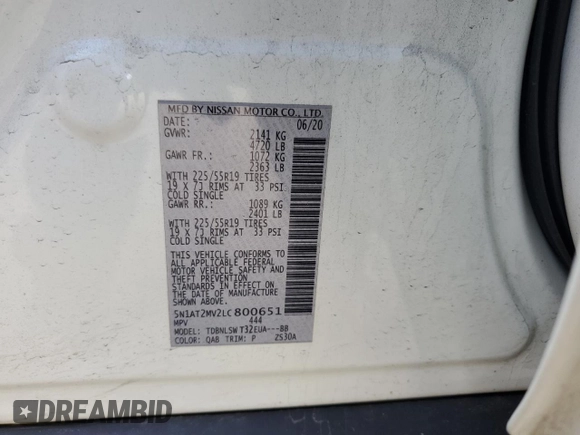 MFD BY NISSAN MOTOR CO., LTD.
DATE: 06/20
GVWR: 2141 KG
4720 LB
GAWR FR.: 1072 KG
2363 LB
WITH 225/55R19 TIRES
19 X 7J RIMS AT 33 PSI
COLD SINGLE
GAWR RR.: 1089 KG
2401 LB
WITH 225/55R19 TIRES
19 X 7J RIMS AT 33 PSI
COLD SINGLE
THIS VEHICLE CONFORMS TO
ALL APPLICABLE FEDERAL
MOTOR VEHICLE SAFETY AND
THEFT PREVENTION
STANDARDS IN EFFECT ON
THE DATE OF MANUFACTURE
SHOWN ABOVE.
5N1AT2MV2LC800651
MPV 444
MODEL: TDBNLSW T32EUA---BB
COLOR: QAB TRIM: P ZS30A
DREAMBID